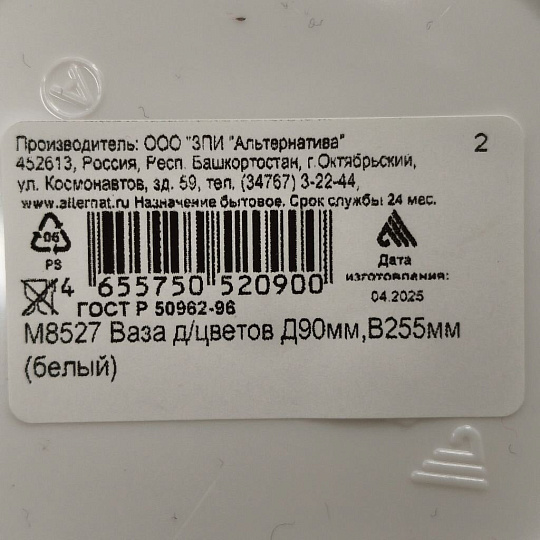 Производитель: ООО "ЗПИ "Альтернатива"
2
452613, Россия, Респ. Башкортостан, г.Октябрьский,
ул. Космонавтов, зд. 59, тел. (34767) 3-22-44,
www.alternat.ru Назначение бытовое. Срок службы 24 мес.
06
PS
Дата
изготовления:
04.2025
4 655750 520900
ГОСТ Р 50962-96
М8527 Ваза д/цветов Д90мм,В255мм
(белый)